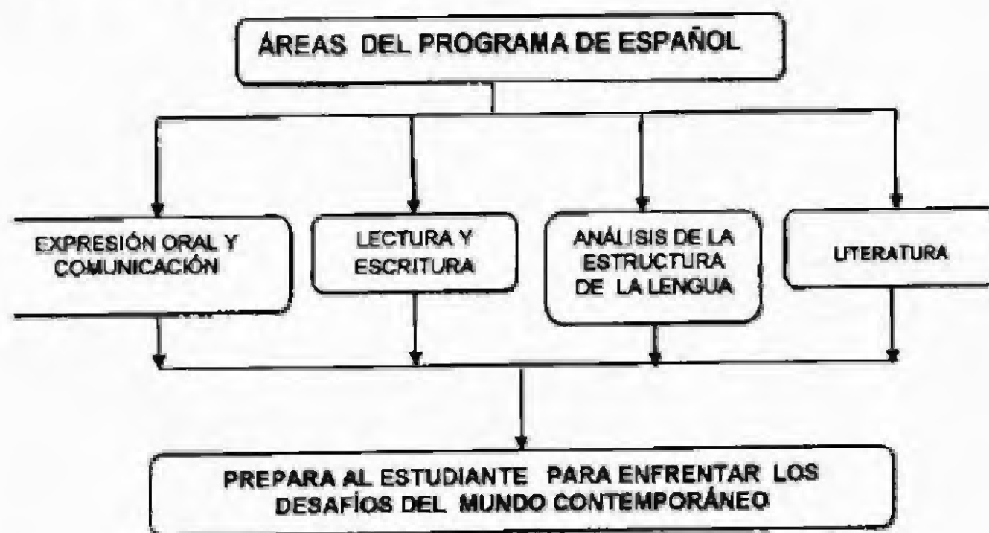 ÁREAS DEL PROGRAMA DE ESPAÑOL
EXPRESIÓN ORAL Y
COMUNICACIÓN
LECTURA Y
ESCRITURA
ANÁLISIS DE LA
ESTRUCTURA
DE LA LENGUA
LITERATURA
PREPARA AL ESTUDIANTE PARA ENFRENTAR LOS
DESAFÍOS DEL MUNDO CONTEMPORÁNEO